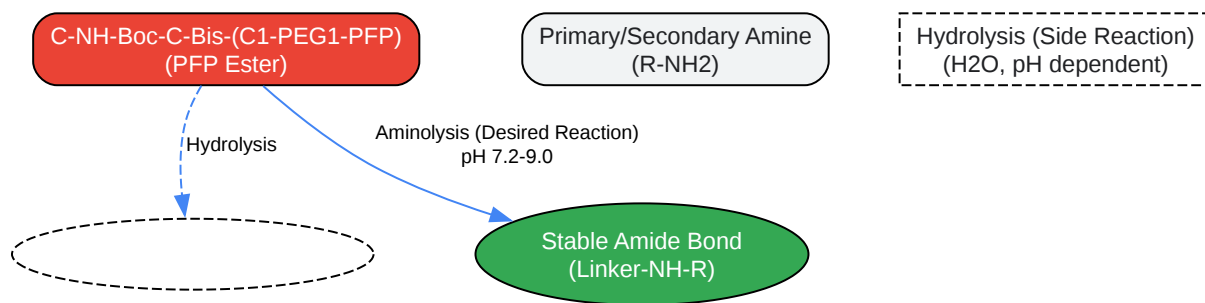 C-NH-Boc-C-Bis-(C1-PEG1-PFP)
(PFP Ester)
Primary/Secondary Amine
(R-NH2)
Hydrolysis (Side Reaction)
(H2O, pH dependent)
Hydrolysis
Aminolysis (Desired Reaction)
pH 7.2-9.0
Stable Amide Bond
(Linker-NH-R)